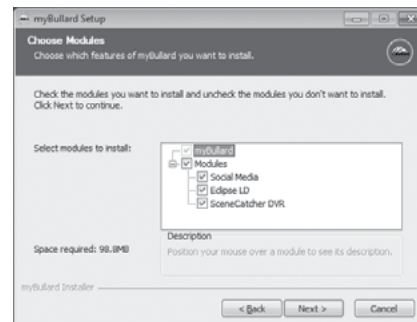 myBullard Setup
Choose Modules
Choose which features of myBullard you want to install.
Check the modules you want to install and uncheck the modules you don't want to install.
Click Next to continue.
Select modules to install:
myBullard
Modules
Social Media
Eclipse LD
SceneCatcher DVR
Description
Position your mouse over a module to see its description.
Space required: 98.8MB
myBullard Installer
< Back
Next >
Cancel